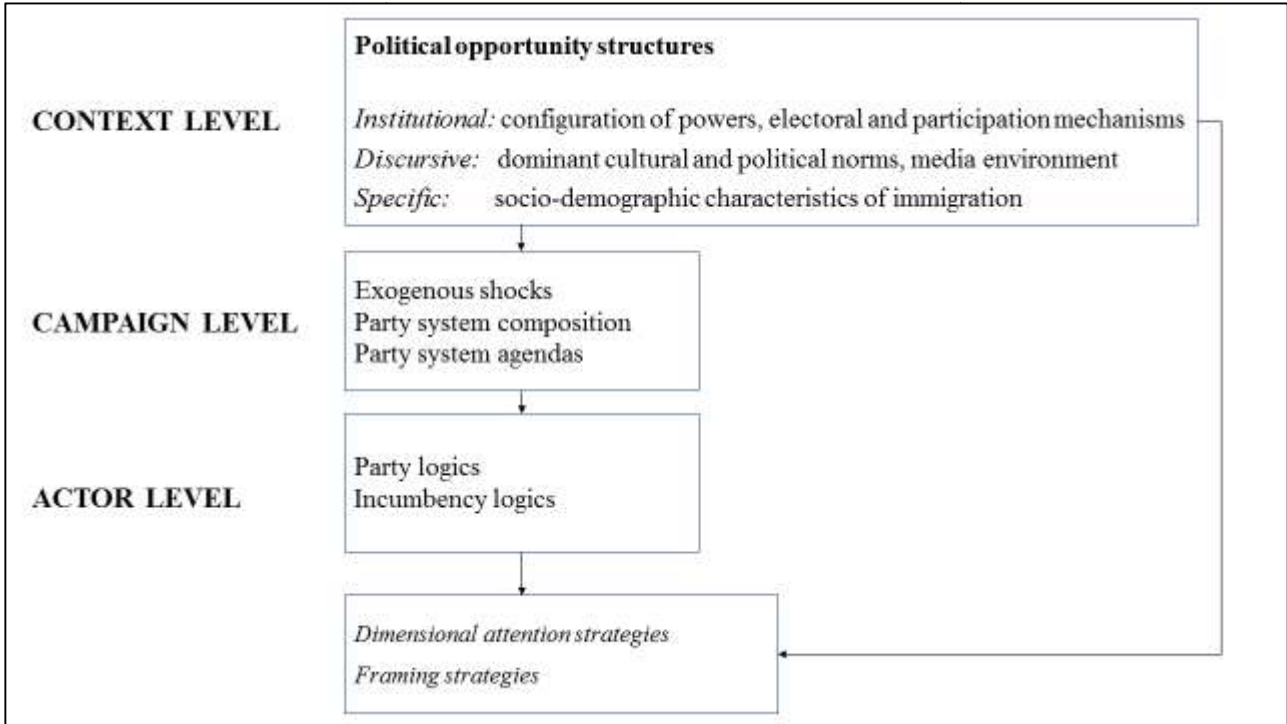 Political opportunity structures
CONTEXT LEVEL
Institutional: configuration of powers, electoral and participation mechanisms
Discursive: dominant cultural and political norms, media environment
Specific: socio-demographic characteristics of immigration
CAMPAIGN LEVEL
Exogenous shocks
Party system composition
Party system agendas
ACTOR LEVEL
Party logics
Incumbency logics
Dimensional attention strategies
Framing strategies